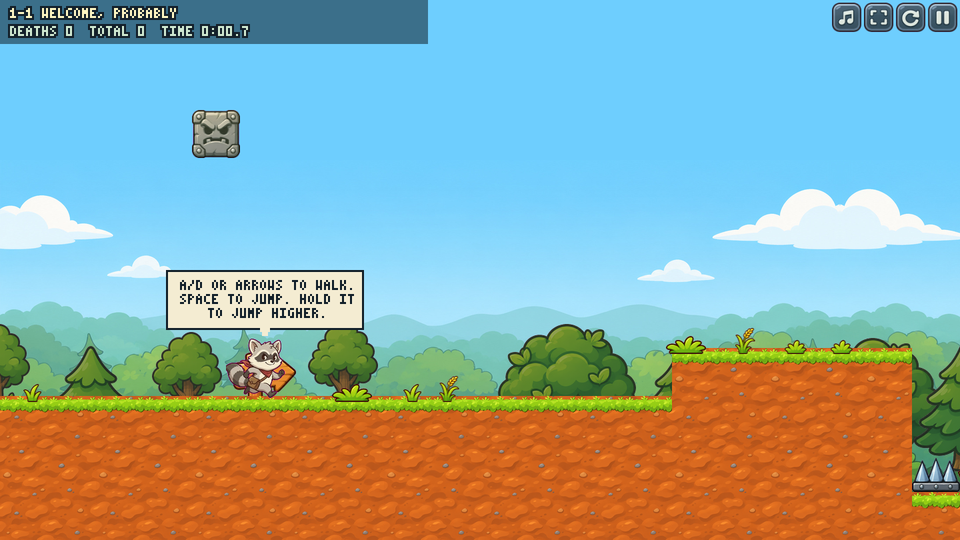 1-1 WELCOME, PROBABLY
DEATHS 0 TOTAL 0 TIME 0:00.7
A/D OR ARROWS TO WALK.
SPACE TO JUMP. HOLD IT
TO JUMP HIGHER.